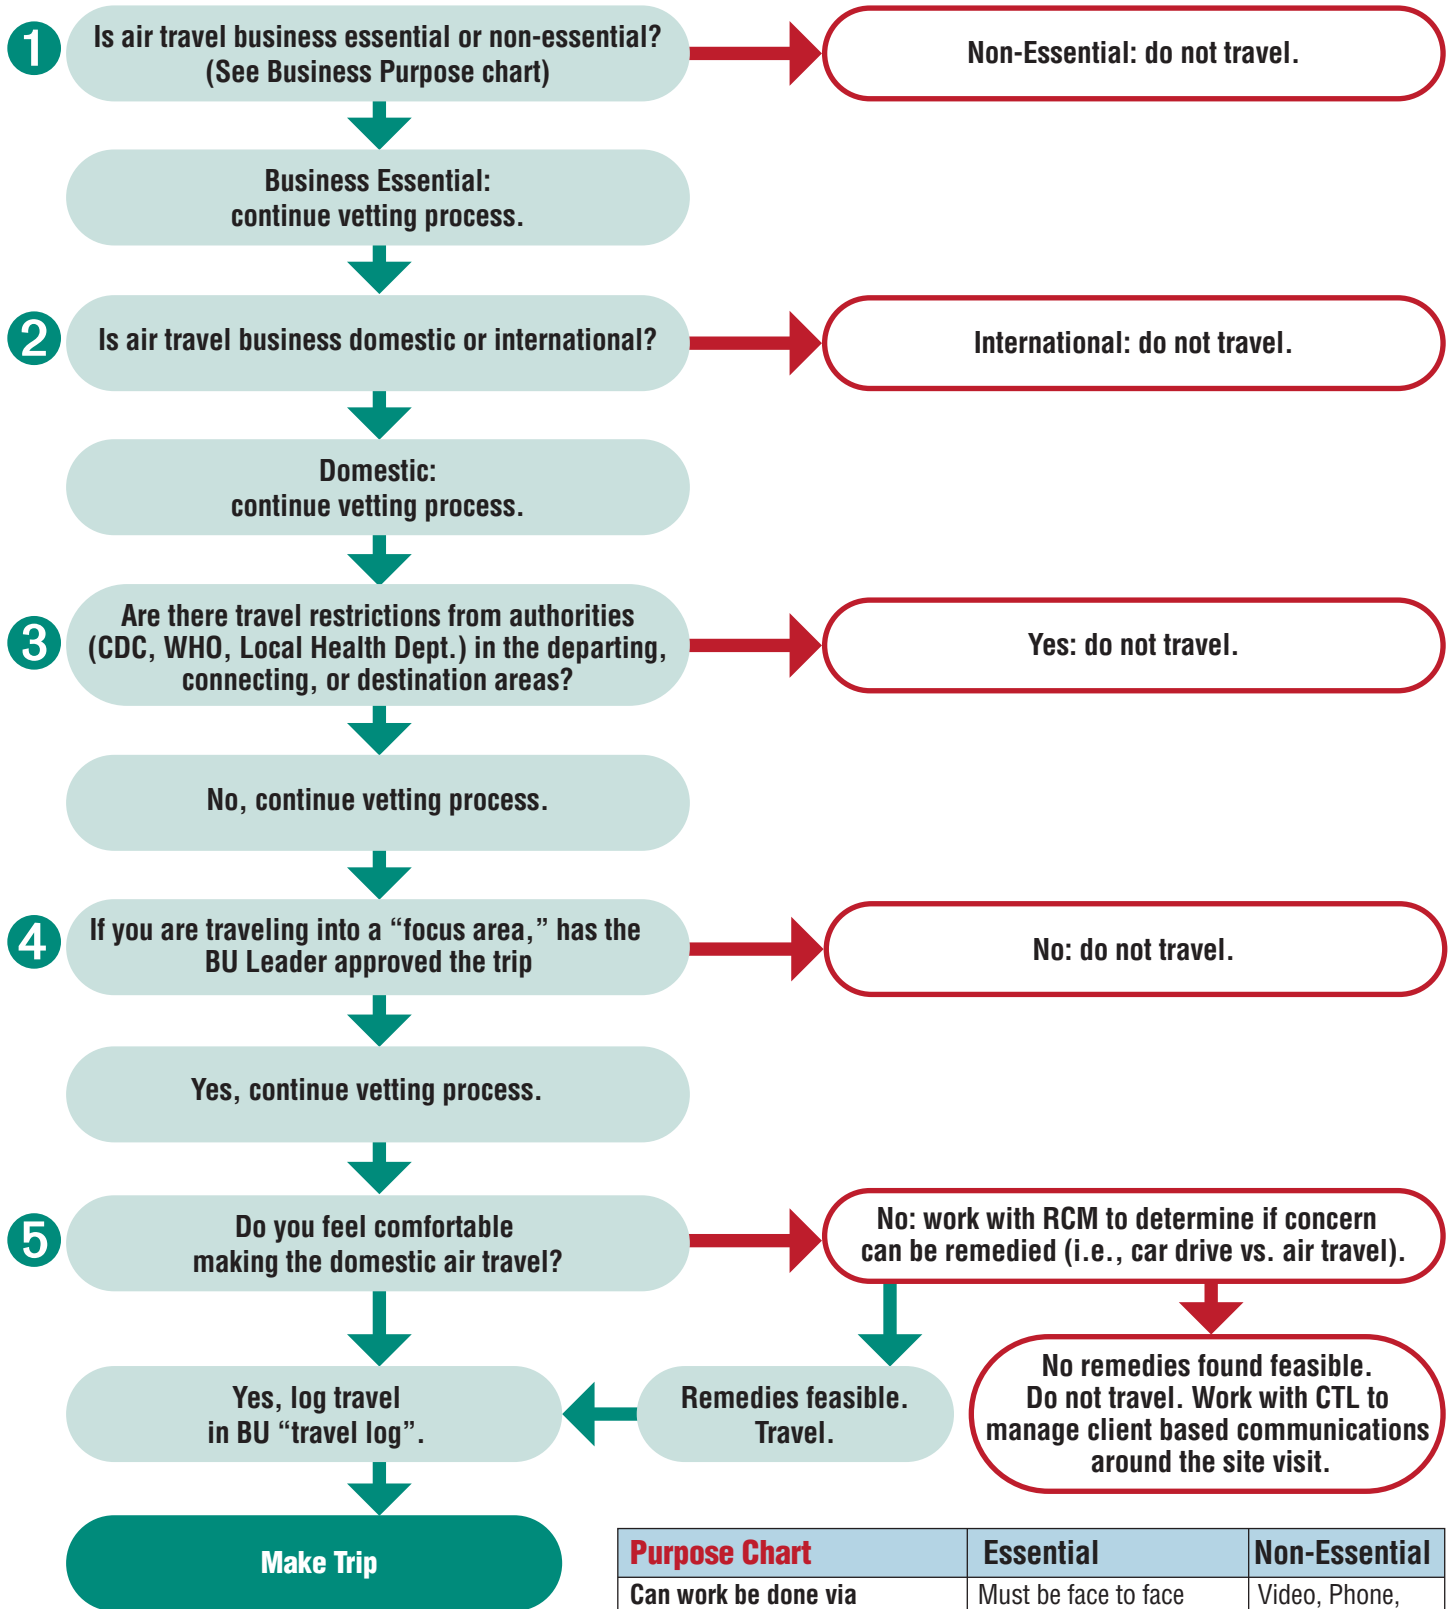 1
Is air travel business essential or non-essential?
(See Business Purpose chart)
Non-Essential: do not travel.
Business Essential:
continue vetting process.
2
Is air travel business domestic or international?
International: do not travel.
Domestic:
continue vetting process.
3
Are there travel restrictions from authorities
(CDC, WHO, Local Health Dept.) in the departing,
connecting, or destination areas?
Yes: do not travel.
No, continue vetting process.
4
If you are traveling into a “focus area,” has the
BU Leader approved the trip
No: do not travel.
Yes, continue vetting process.
5
Do you feel comfortable
making the domestic air travel?
No: work with RCM to determine if concern
can be remedied (i.e., car drive vs. air travel).
Yes, log travel
in BU “travel log”.
Remedies feasible.
Travel.
No remedies found feasible.
Do not travel. Work with CTL to
manage client based communications
around the site visit.
Make Trip
Purpose Chart Essential Non-Essential
Can work be done via Must be face to face Video, Phone,